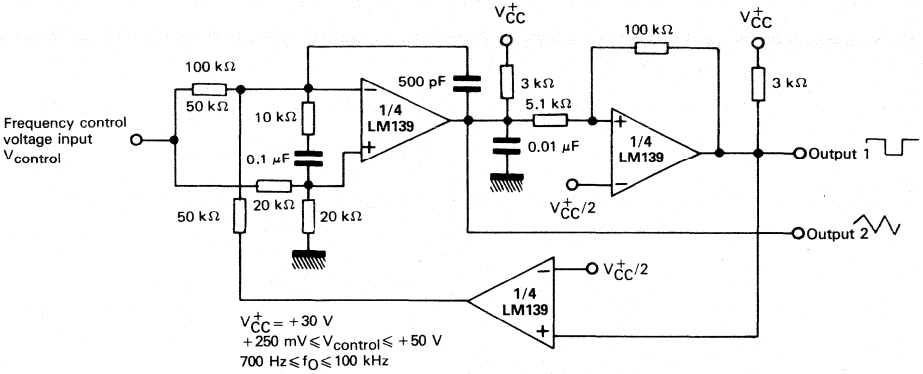 V+CC
V+CC
100 kΩ
100 kΩ
50 kΩ
500 pF
3 kΩ
3 kΩ
5.1 kΩ
Frequency control
voltage input
Vcontrol
10 kΩ
−
1/4
LM139
+
+
1/4
LM139
−
0.1 µF
0.01 µF
Output 1
V+CC/2
20 kΩ
20 kΩ
50 kΩ
Output 2
−
V+CC/2
1/4
LM139
+
V+CC = +30 V
+250 mV ⩽ Vcontrol ⩽ +50 V
700 Hz ⩽ fO ⩽ 100 kHz